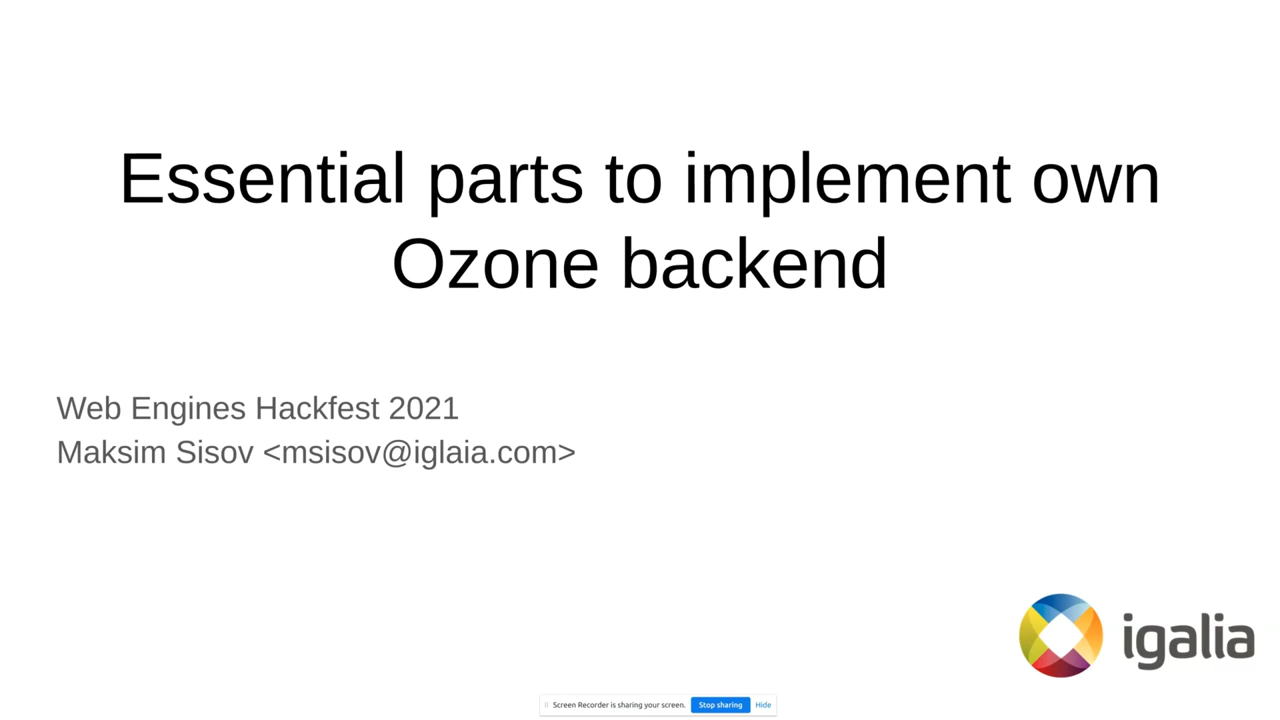 Essential parts to implement own
Ozone backend
Web Engines Hackfest 2021
Maksim Sisov <msisov@iglaia.com>
igalia
Screen Recorder is sharing your screen. Stop sharing Hide